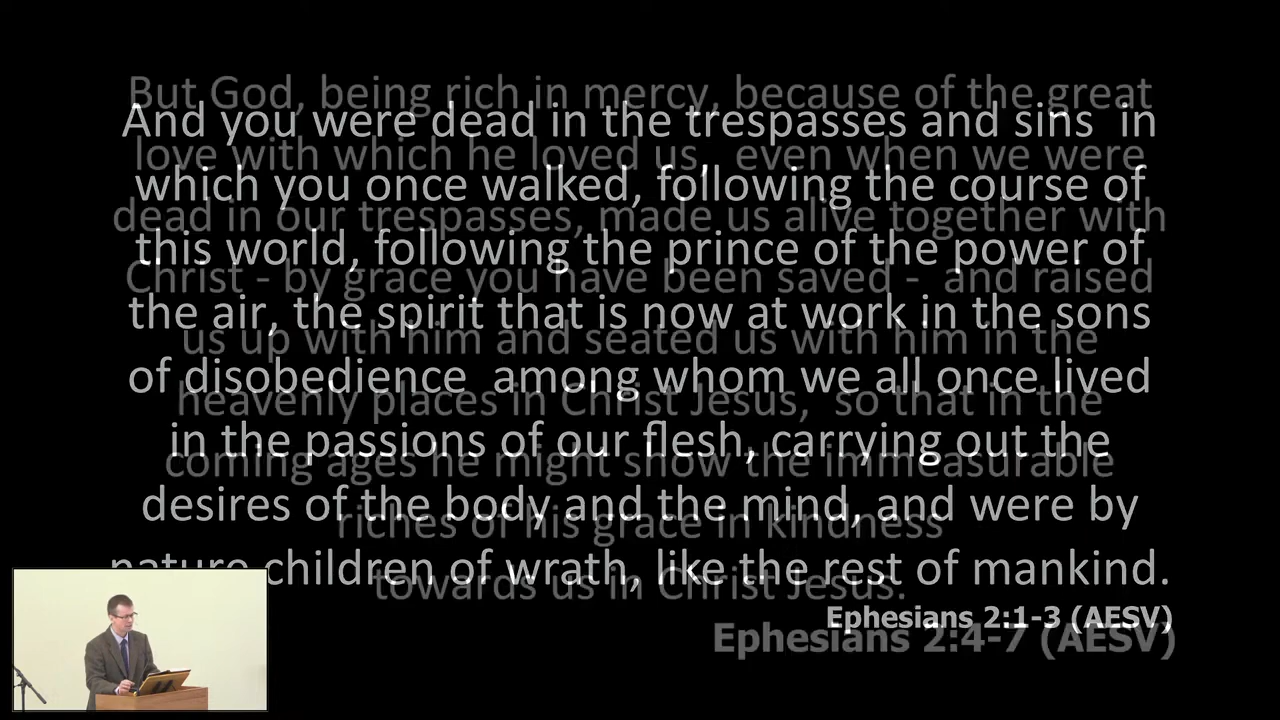 And you were dead in the trespasses and sins in
which you once walked, following the course of
this world, following the prince of the power of
the air, the spirit that is now at work in the sons
of disobedience among whom we all once lived
in the passions of our flesh, carrying out the
desires of the body and the mind, and were by
nature children of wrath, like the rest of mankind.
Ephesians 2:1-3 (AESV)
But God, being rich in mercy, because of the great
love with which he loved us, even when we were
dead in our trespasses, made us alive together with
Christ - by grace you have been saved - and raised
us up with him and seated us with him in the
heavenly places in Christ Jesus, so that in the
coming ages he might show the immeasurable
riches of his grace in kindness
towards us in Christ Jesus.
Ephesians 2:4-7 (AESV)